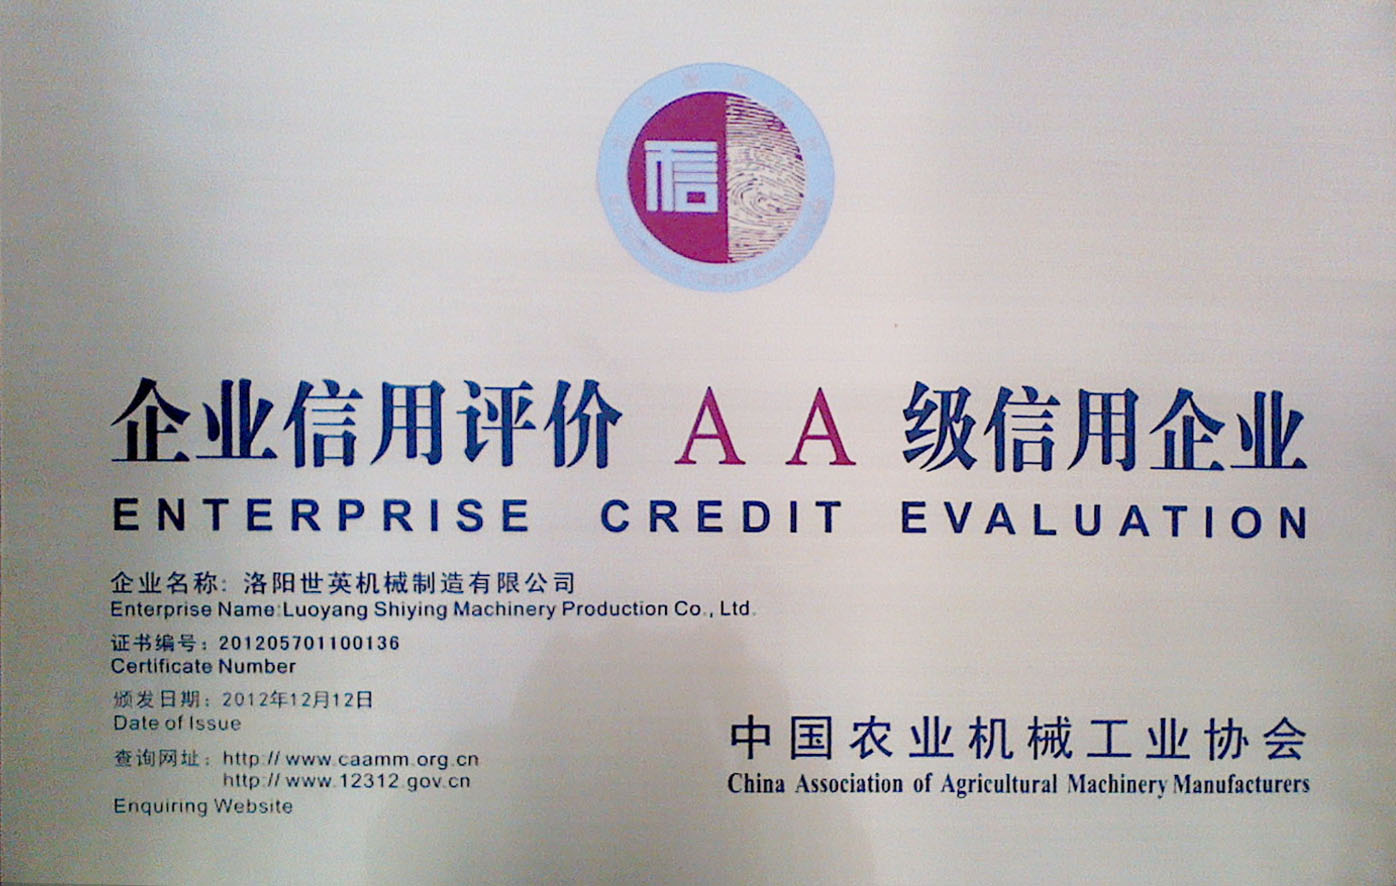 信
企业信用评价 AA 级信用企业
ENTERPRISE CREDIT EVALUATION
企业名称: 洛阳世英机械制造有限公司
Enterprise Name:Luoyang Shiying Machinery Production Co., Ltd.
证书编号: 201205701100136
Certificate Number
颁发日期: 2012年12月12日
Date of Issue
查询网址: http://www.caamm.org.cn
http://www.12312.gov.cn
Enquiring Website
中国农业机械工业协会
China Association of Agricultural Machinery Manufacturers